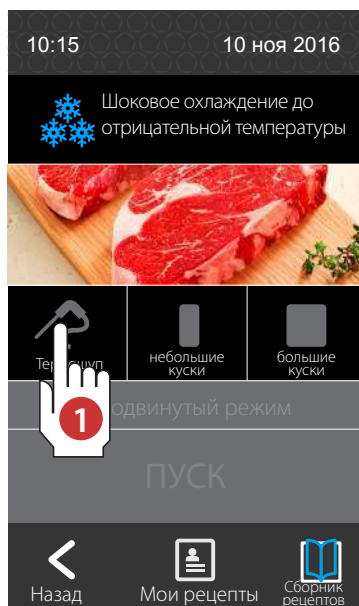 10:15 10 ноя 2016
Шоковое охлаждение до
отрицательной температуры
небольшие
куски
большие
куски
1
режим
ПУСК
Назад
Мои рецепты
Сборник
рецептов